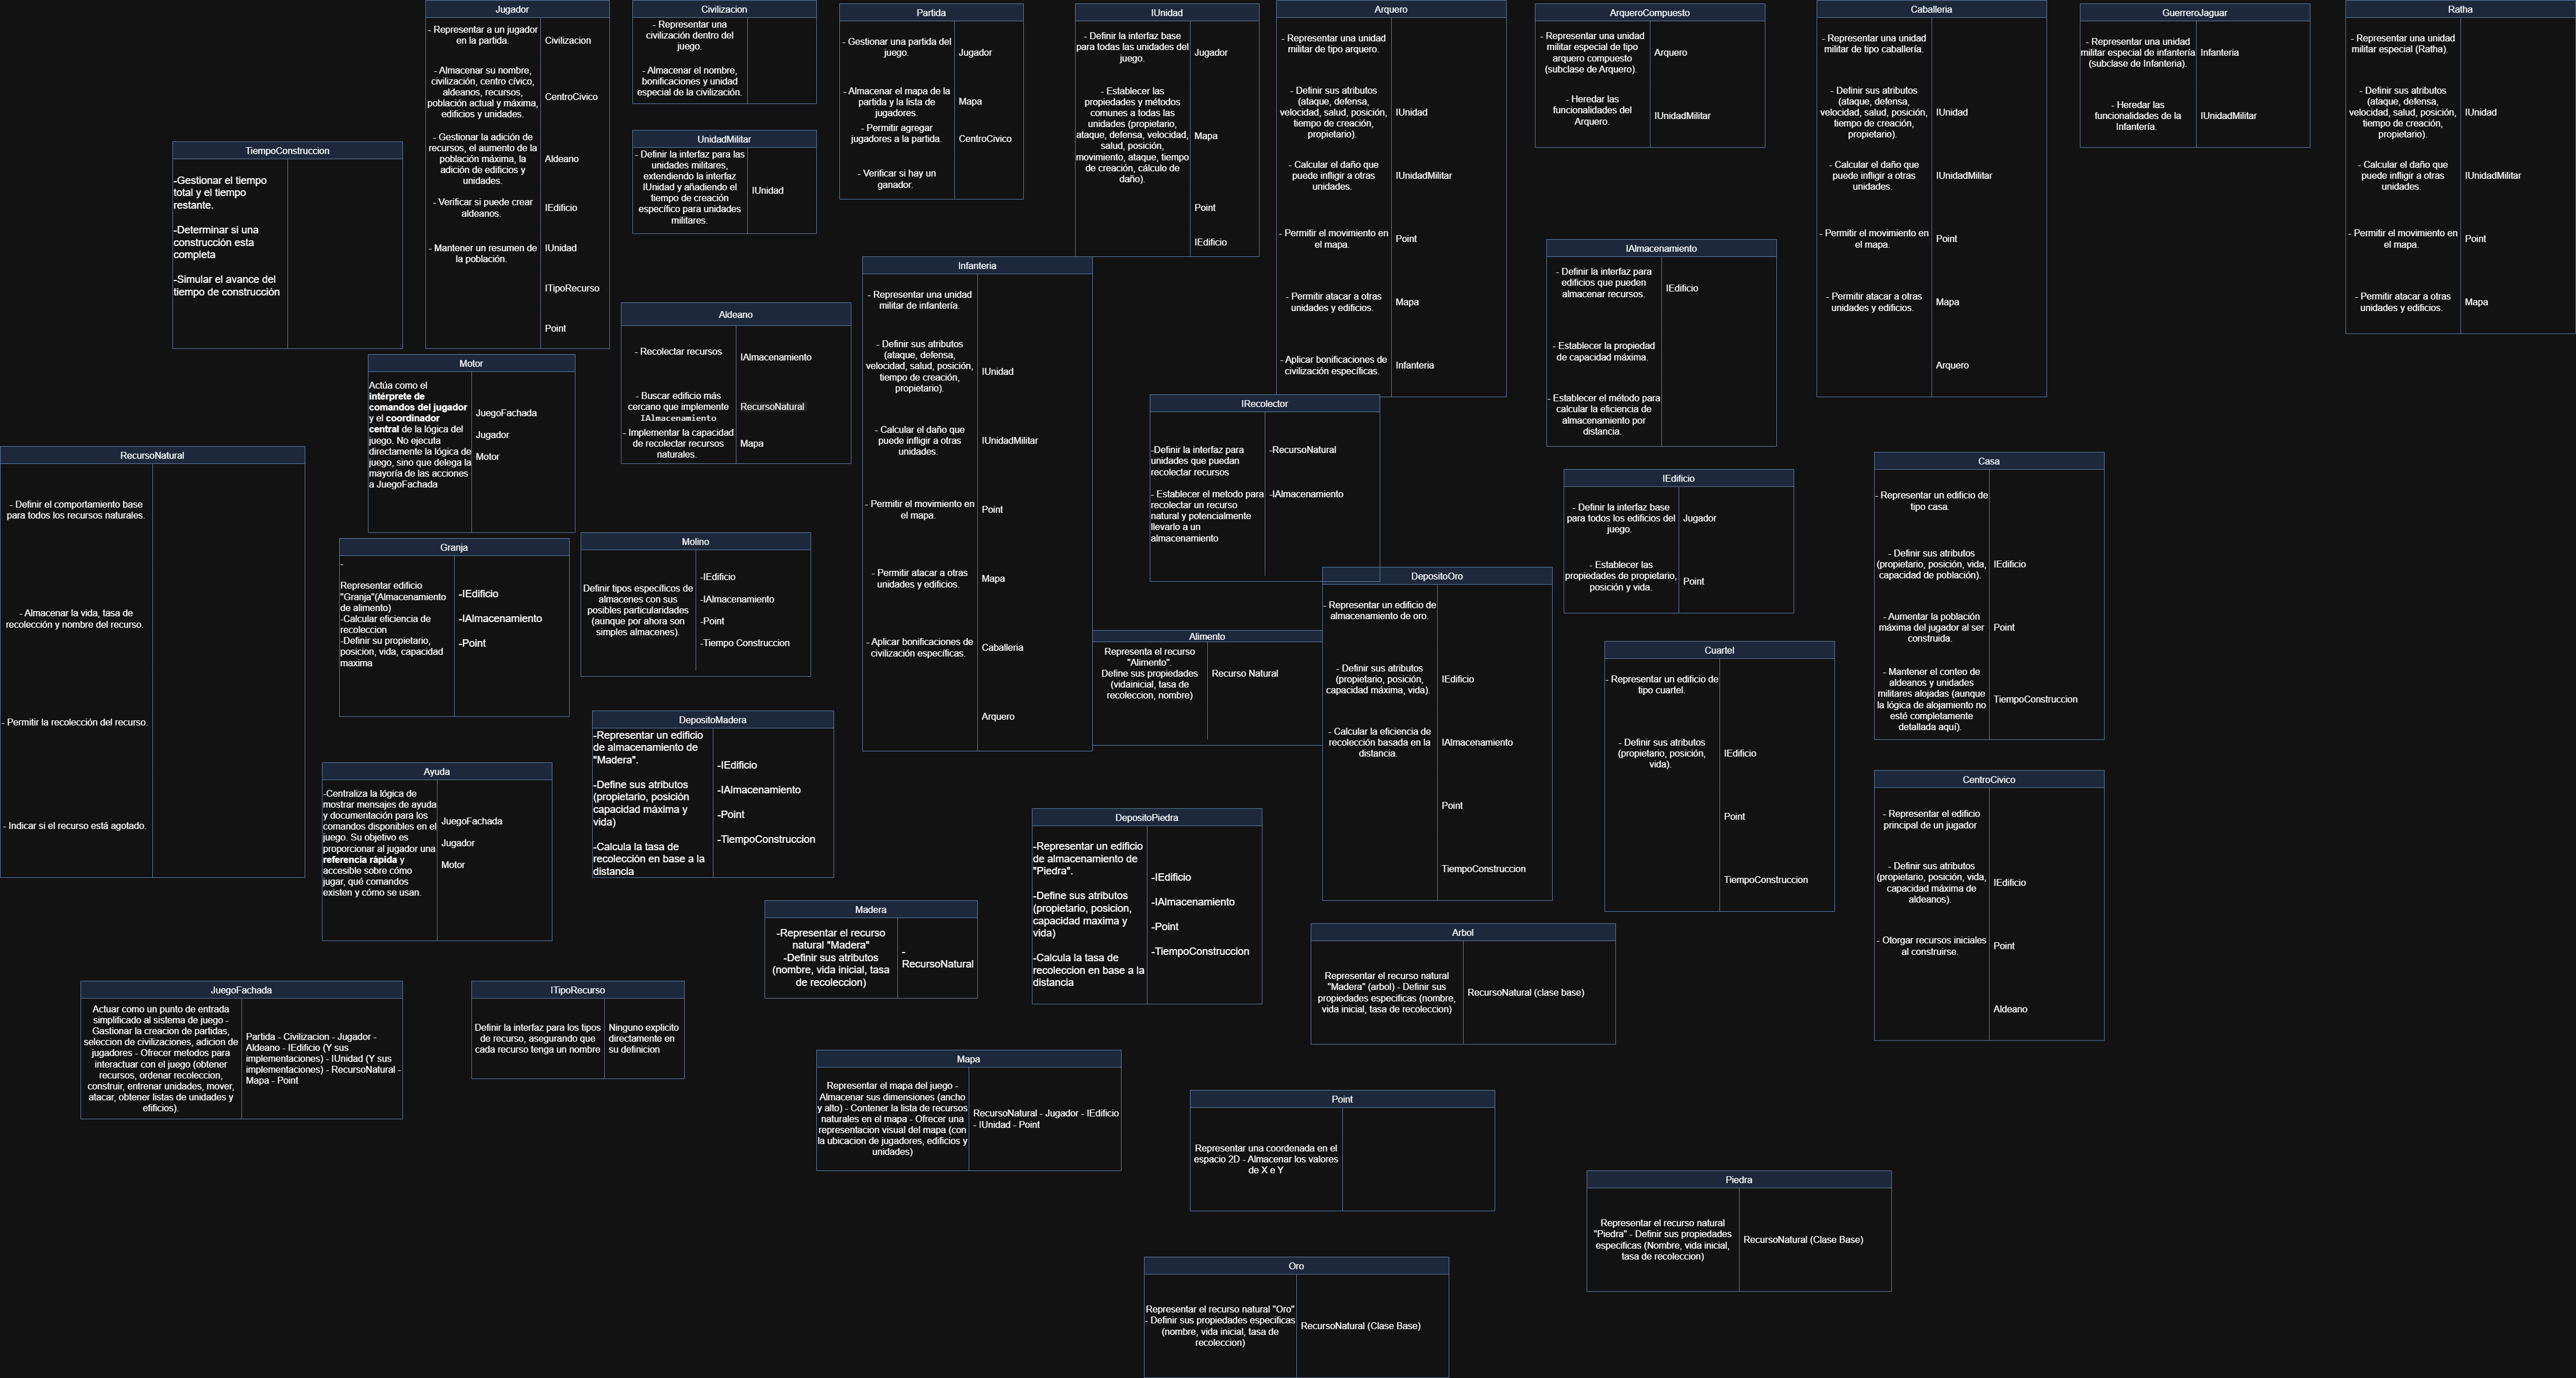 Jugador
- Representar a un jugador
en la partida.
Civilizacion
- Almacenar su nombre,
civilización, centro cívico,
aldeanos, recursos,
población actual y máxima,
edificios y unidades.
CentroCivico
- Gestionar la adición de
recursos, el aumento de la
población máxima, la
adición de edificios y
unidades.
Aldeano
- Verificar si puede crear
aldeanos.
IEdificio
- Mantener un resumen de
la población.
IUnidad
ITipoRecurso
Point
Civilizacion
- Representar una
civilización dentro del
juego.
- Almacenar el nombre,
bonificaciones y unidad
especial de la civilización.
Partida
- Gestionar una partida del
juego.
Jugador
- Almacenar el mapa de la
partida y la lista de
jugadores.
Mapa
- Permitir agregar
jugadores a la partida.
CentroCivico
- Verificar si hay un
ganador.
IUnidad
- Definir la interfaz base
para todas las unidades del
juego.
Jugador
- Establecer las
propiedades y métodos
comunes a todas las
unidades (propietario,
ataque, defensa, velocidad,
salud, posición,
movimiento, ataque, tiempo
de creación, cálculo de
daño).
Mapa
Point
IEdificio
Arquero
- Representar una unidad
militar de tipo arquero.
- Definir sus atributos
(ataque, defensa,
velocidad, salud, posición,
tiempo de creación,
propietario).
IUnidad
- Calcular el daño que
puede infligir a otras
unidades.
IUnidadMilitar
- Permitir el movimiento en
el mapa.
Point
- Permitir atacar a otras
unidades y edificios.
Mapa
- Aplicar bonificaciones de
civilización específicas.
Infanteria
ArqueroCompuesto
- Representar una unidad
militar especial de tipo
arquero compuesto
(subclase de Arquero).
Arquero
- Heredar las
funcionalidades del
Arquero.
IUnidadMilitar
Caballeria
- Representar una unidad
militar de tipo caballería.
- Definir sus atributos
(ataque, defensa,
velocidad, salud, posición,
tiempo de creación,
propietario).
IUnidad
- Calcular el daño que
puede infligir a otras
unidades.
IUnidadMilitar
- Permitir el movimiento en
el mapa.
Point
- Permitir atacar a otras
unidades y edificios.
Mapa
Arquero
GuerreroJaguar
- Representar una unidad
militar especial de infantería
(subclase de Infanteria).
Infanteria
- Heredar las
funcionalidades de la
Infantería.
IUnidadMilitar
Ratha
- Representar una unidad
militar especial (Ratha).
- Definir sus atributos
(ataque, defensa,
velocidad, salud, posición,
tiempo de creación,
propietario).
IUnidad
- Calcular el daño que
puede infligir a otras
unidades.
IUnidadMilitar
- Permitir el movimiento en
el mapa.
Point
- Permitir atacar a otras
unidades y edificios.
Mapa
TiempoConstruccion
-Gestionar el tiempo
total y el tiempo
restante.
-Determinar si una
construcción esta
completa
-Simular el avance del
tiempo de construcción
UnidadMilitar
- Definir la interfaz para las
unidades militares,
extendiendo la interfaz
IUnidad y añadiendo el
tiempo de creación
específico para unidades
militares.
IUnidad
Infanteria
- Representar una unidad
militar de infantería.
- Definir sus atributos
(ataque, defensa,
velocidad, salud, posición,
tiempo de creación,
propietario).
IUnidad
- Calcular el daño que
puede infligir a otras
unidades.
IUnidadMilitar
- Permitir el movimiento en
el mapa.
Point
- Permitir atacar a otras
unidades y edificios.
Mapa
- Aplicar bonificaciones de
civilización específicas.
Caballeria
Arquero
IAlmacenamiento
- Definir la interfaz para
edificios que pueden
almacenar recursos.
IEdificio
- Establecer la propiedad
de capacidad máxima.
- Establecer el método para
calcular la eficiencia de
almacenamiento por
distancia.
Aldeano
- Recolectar recursos
IAlmacenamiento
- Buscar edificio más
cercano que implemente
IAlmacenamiento
RecursoNatural
- Implementar la capacidad
de recolectar recursos
naturales.
Mapa
Motor
Actúa como el
intérprete de
comandos del jugador
y el coordinador
central de la lógica del
juego. No ejecuta
directamente la lógica de
juego, sino que delega la
mayoría de las acciones
a JuegoFachada
JuegoFachada
Jugador
Motor
IRecolector
-Definir la interfaz para
unidades que puedan
recolectar recursos
- Establecer el metodo para
recolectar un recurso
natural y potencialmente
llevarlo a un
almacenamiento
-RecursoNatural
-IAlmacenamiento
RecursoNatural
- Definir el comportamiento base
para todos los recursos naturales.
- Almacenar la vida, tasa de
recolección y nombre del recurso.
- Permitir la recolección del recurso.
- Indicar si el recurso está agotado.
IEdificio
- Definir la interfaz base
para todos los edificios del
juego.
Jugador
- Establecer las
propiedades de propietario,
posición y vida.
Point
Casa
- Representar un edificio de
tipo casa.
- Definir sus atributos
(propietario, posición, vida,
capacidad de población).
IEdificio
- Aumentar la población
máxima del jugador al ser
construida.
Point
- Mantener el conteo de
aldeanos y unidades
militares alojadas (aunque
la lógica de alojamiento no
esté completamente
detallada aquí).
TiempoConstruccion
Granja
-
Representar edificio
"Granja"(Almacenamiento
de alimento)
-Calcular eficiencia de
recoleccion
-Definir su propietario,
posicion, vida, capacidad
maxima
-IEdificio
-IAlmacenamiento
-Point
Molino
Definir tipos específicos de
almacenes con sus
posibles particularidades
(aunque por ahora son
simples almacenes).
-IEdificio
-IAlmacenamiento
-Point
-Tiempo Construccion
DepositoOro
- Representar un edificio de
almacenamiento de oro.
- Definir sus atributos
(propietario, posición,
capacidad máxima, vida).
IEdificio
- Calcular la eficiencia de
recolección basada en la
distancia.
IAlmacenamiento
Point
TiempoConstruccion
Alimento
Representa el recurso
"Alimento".
Define sus propiedades
(vidainicial, tasa de
recoleccion, nombre)
Recurso Natural
Cuartel
- Representar un edificio de
tipo cuartel.
- Definir sus atributos
(propietario, posición,
vida).
IEdificio
Point
TiempoConstruccion
DepositoMadera
-Representar un edificio
de almacenamiento de
"Madera".
-Define sus atributos
(propietario, posición
capacidad máxima y
vida)
-Calcula la tasa de
recolección en base a la
distancia
-IEdificio
-IAlmacenamiento
-Point
-TiempoConstruccion
Ayuda
-Centraliza la lógica de
mostrar mensajes de ayuda
y documentación para los
comandos disponibles en el
juego. Su objetivo es
proporcionar al jugador una
referencia rápida y
accesible sobre cómo
jugar, qué comandos
existen y cómo se usan.
JuegoFachada
Jugador
Motor
CentroCivico
- Representar el edificio
principal de un jugador
- Definir sus atributos
(propietario, posición, vida,
capacidad máxima de
aldeanos).
IEdificio
- Otorgar recursos iniciales
al construirse.
Point
Aldeano
DepositoPiedra
-Representar un edificio
de almacenamiento de
"Piedra".
-Define sus atributos
(propietario, posicion,
capacidad maxima y
vida)
-Calcula la tasa de
recoleccion en base a la
distancia
-IEdificio
-IAlmacenamiento
-Point
-TiempoConstruccion
Madera
-Representar el recurso
natural "Madera"
-Definir sus atributos
(nombre, vida inicial, tasa
de recoleccion)
-
RecursoNatural
Arbol
Representar el recurso natural
"Madera" (arbol) - Definir sus
propiedades especificas (nombre,
vida inicial, tasa de recoleccion)
RecursoNatural (clase base)
JuegoFachada
Actuar como un punto de entrada
simplificado al sistema de juego -
Gastionar la creacion de partidas,
seleccion de civilizaciones, adicion de
jugadores - Ofrecer metodos para
interactuar con el juego (obtener
recursos, ordenar recoleccion,
construir, entrenar unidades, mover,
atacar, obtener listas de unidades y
efificios).
Partida - Civilizacion - Jugador -
Aldeano - IEdificio (Y sus
implementaciones) - IUnidad (Y sus
implementaciones) - RecursoNatural -
Mapa - Point
ITipoRecurso
Definir la interfaz para los tipos
de recurso, asegurando que
cada recurso tenga un nombre
Ninguno explicito
directamente en
su definicion
Mapa
Representar el mapa del juego -
Almacenar sus dimensiones (ancho
y alto) - Contener la lista de recursos
naturales en el mapa - Ofrecer una
representacion visual del mapa (con
la ubicacion de jugadores, edificios y
unidades)
RecursoNatural - Jugador - IEdificio
- IUnidad - Point
Point
Representar una coordenada en el
espacio 2D - Almacenar los valores
de X e Y
Piedra
Representar el recurso natural
"Piedra" - Definir sus propiedades
especificas (Nombre, vida inicial,
tasa de recoleccion)
RecursoNatural (Clase Base)
Oro
Representar el recurso natural "Oro"
- Definir sus propiedades especificas
(nombre, vida inicial, tasa de
recoleccion)
RecursoNatural (Clase Base)